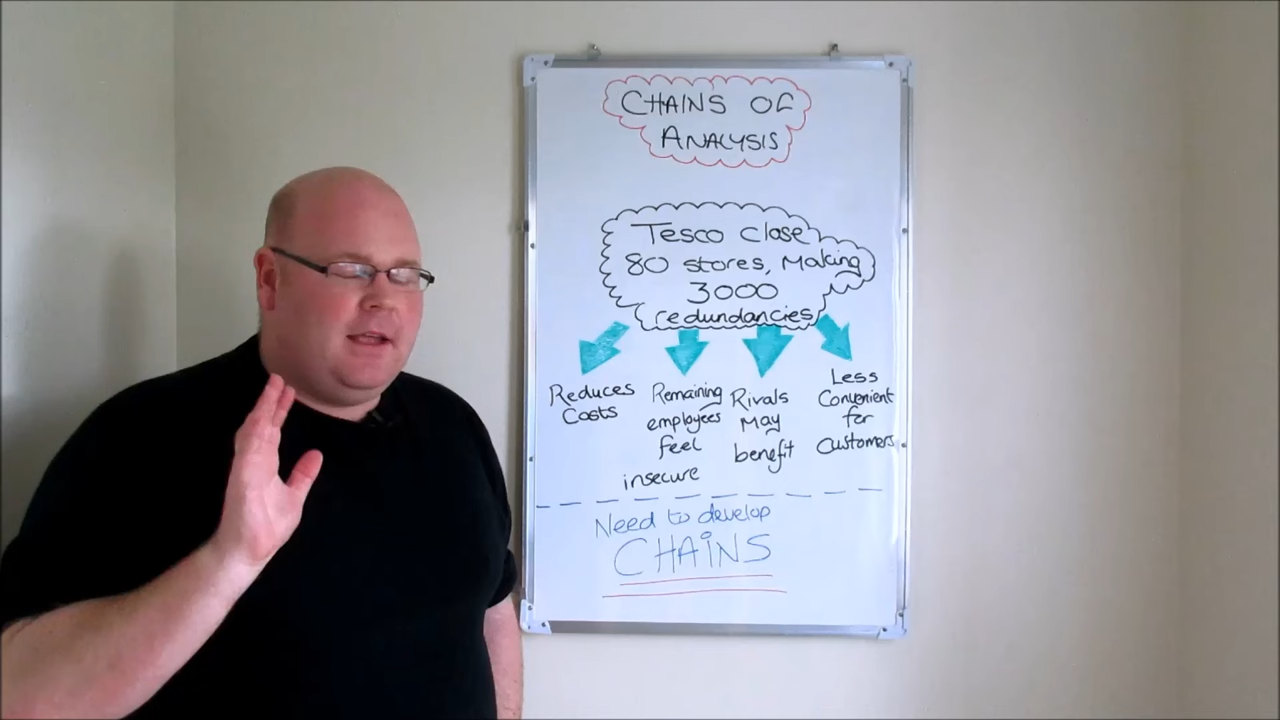 CHAINS OF
ANALYSIS
Tesco close
80 stores, Making
3000
redundancies
Reduces
Costs
Remaining
employees
feel
insecure
Rivals
May
benefit
Less
Convenient
for
Customers
Need to develop
CHAINS